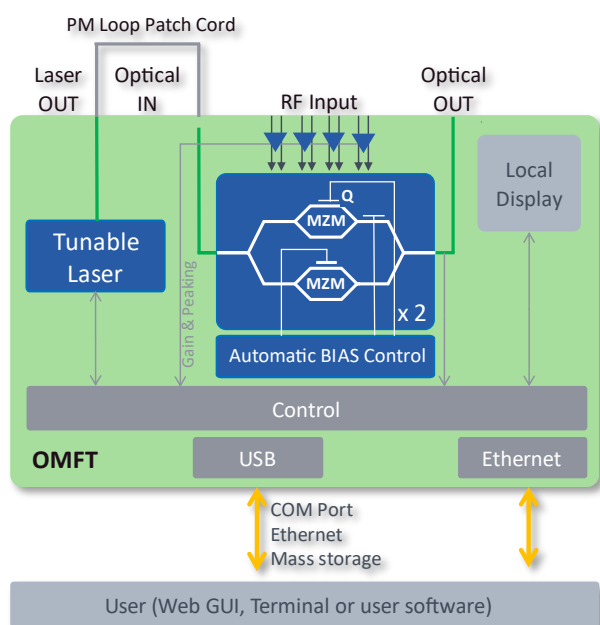 PM Loop Patch Cord
Laser
OUT
Optical
IN
RF Input
Optical
OUT
Local
Display
Tunable
Laser
Q
MZM
MZM
x 2
Gain & Peaking
Automatic BIAS Control
Control
OMFT
USB
Ethernet
COM Port
Ethernet
Mass storage
User (Web GUI, Terminal or user software)